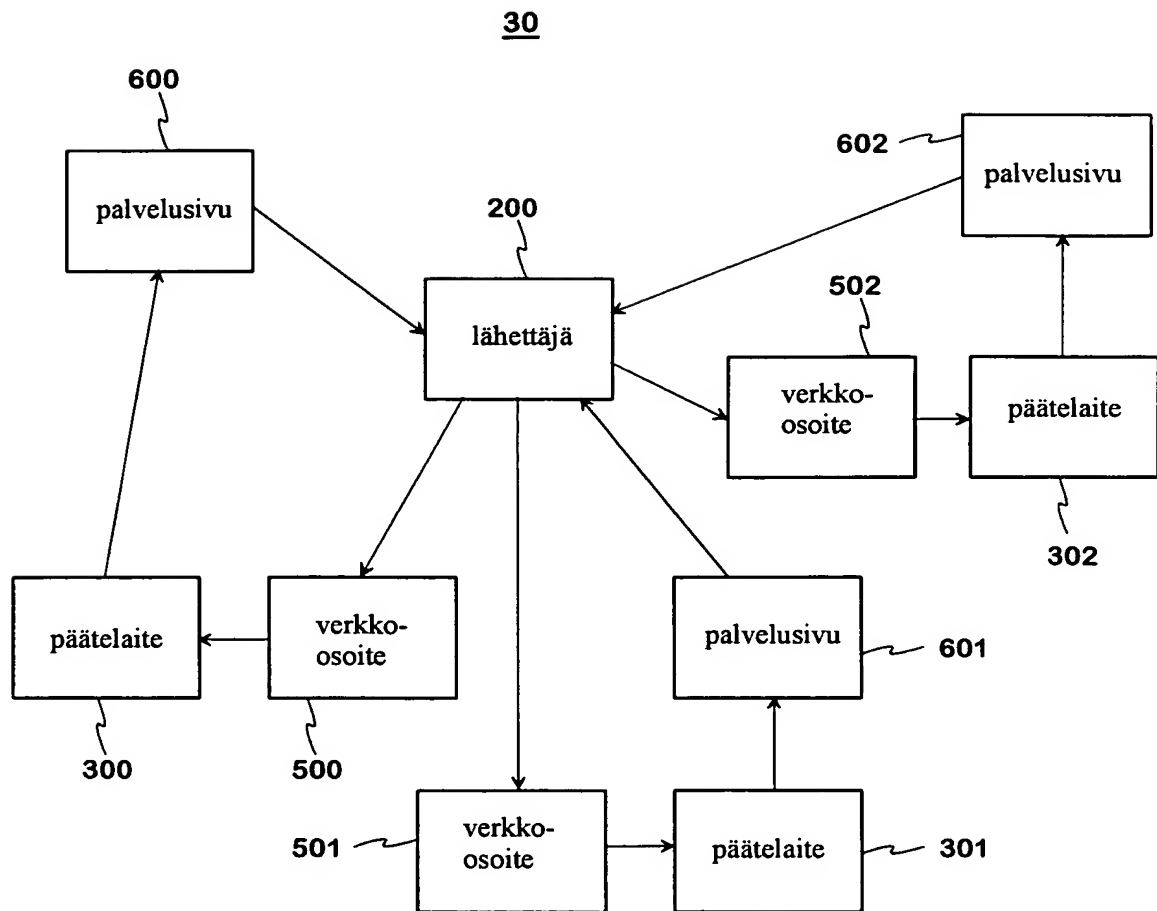 30
600
palvelusivu
602
palvelusivu
200
lähettäjä
502
verkko-
osoite
päätelaite
302
päätelaite
300
verkko-
osoite
500
palvelusivu
601
501
verkko-
osoite
päätelaite
301